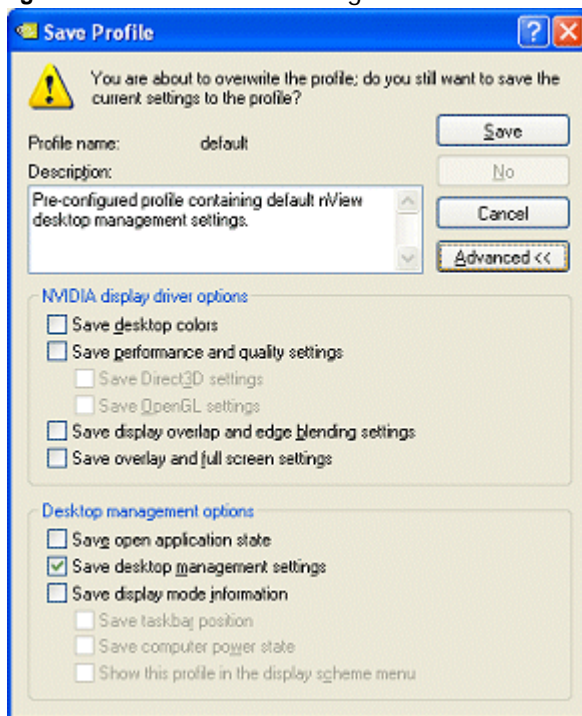 Save Profile
You are about to overwrite the profile; do you still want to save the
current settings to the profile?
Save
Profile name: default
No
Description:
Pre-configured profile containing default nView
desktop management settings.
Cancel
Advanced <<
NVIDIA display driver options
Save desktop colors
Save performance and quality settings
Save Direct3D settings
Save OpenGL settings
Save display overlap and edge blending settings
Save overlay and full screen settings
Desktop management options
Save open application state
Save desktop management settings
Save display mode information
Save taskbar position
Save computer power state
Show this profile in the display scheme menu